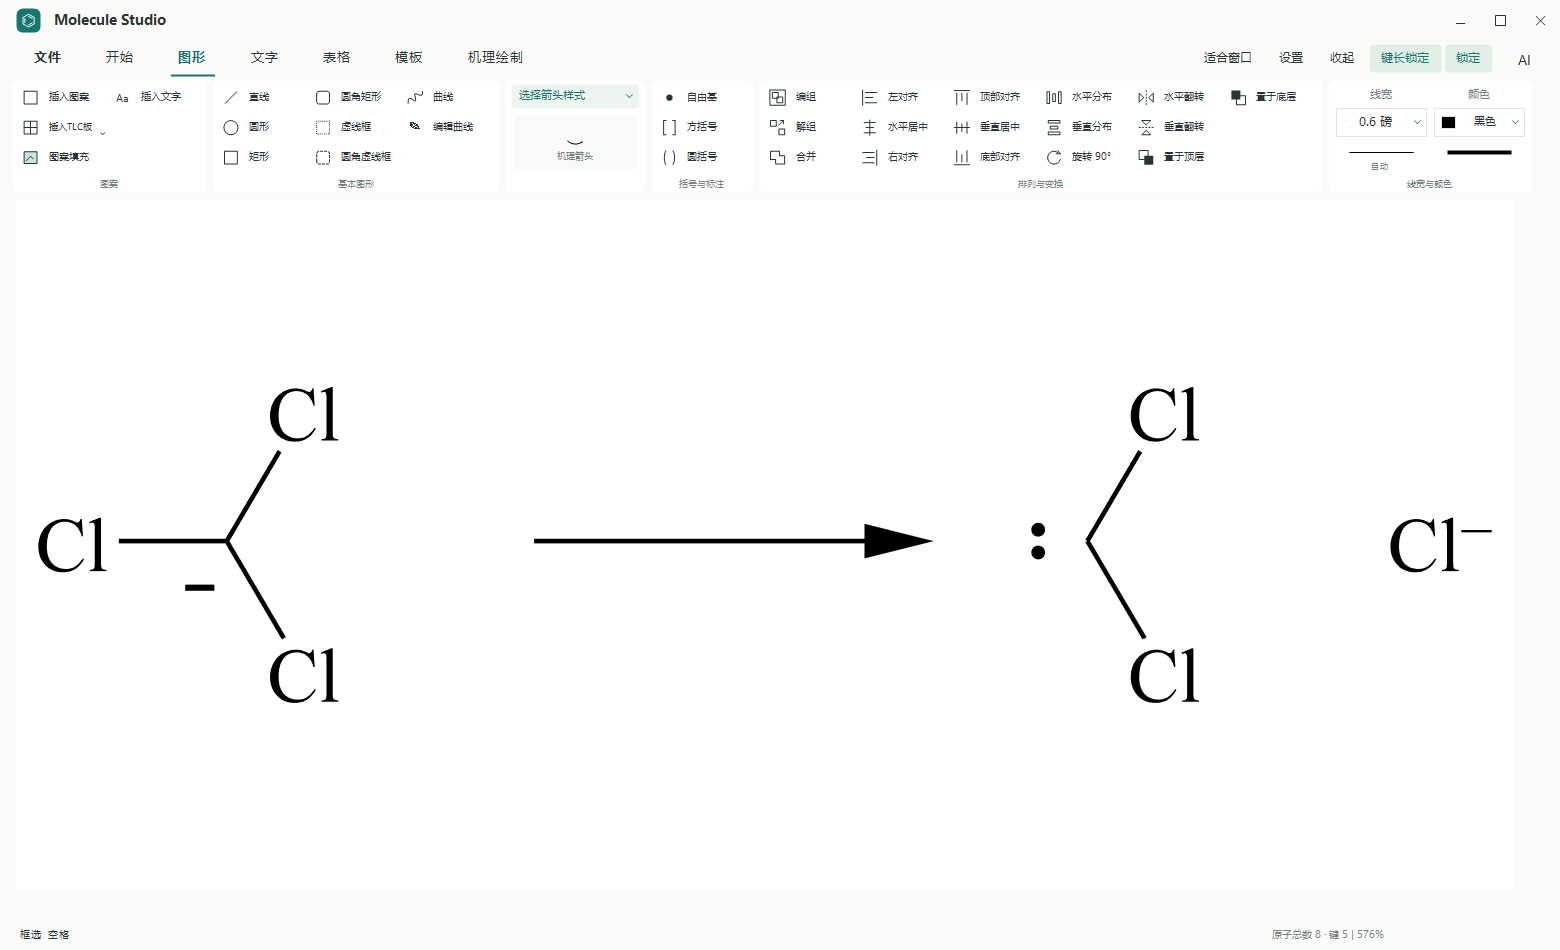 Molecule Studio
文件 开始 图形 文字 表格 模板 机理绘制 适合窗口 设置 收起 键长锁定 锁定 AI
插入图案 Aa 插入文字
插入TLC板
图案填充
图案
直线 圆角矩形 曲线
圆形 虚线框 编辑曲线
矩形 圆角虚线框
基本图形
选择箭头样式
机理箭头
自由基
[ ] 方括号
( ) 圆括号
括号与标注
编组 左对齐 顶部对齐 水平分布 水平翻转 置于底层
解组 水平居中 垂直居中 垂直分布 垂直翻转
合并 右对齐 底部对齐 旋转 90° 置于顶层
排列与变换
线宽 颜色
0.6 磅 黑色
自动
线宽与颜色
Cl Cl
Cl − : Cl−
Cl Cl
框选 空格 原子总数 8 · 键 5 | 576%